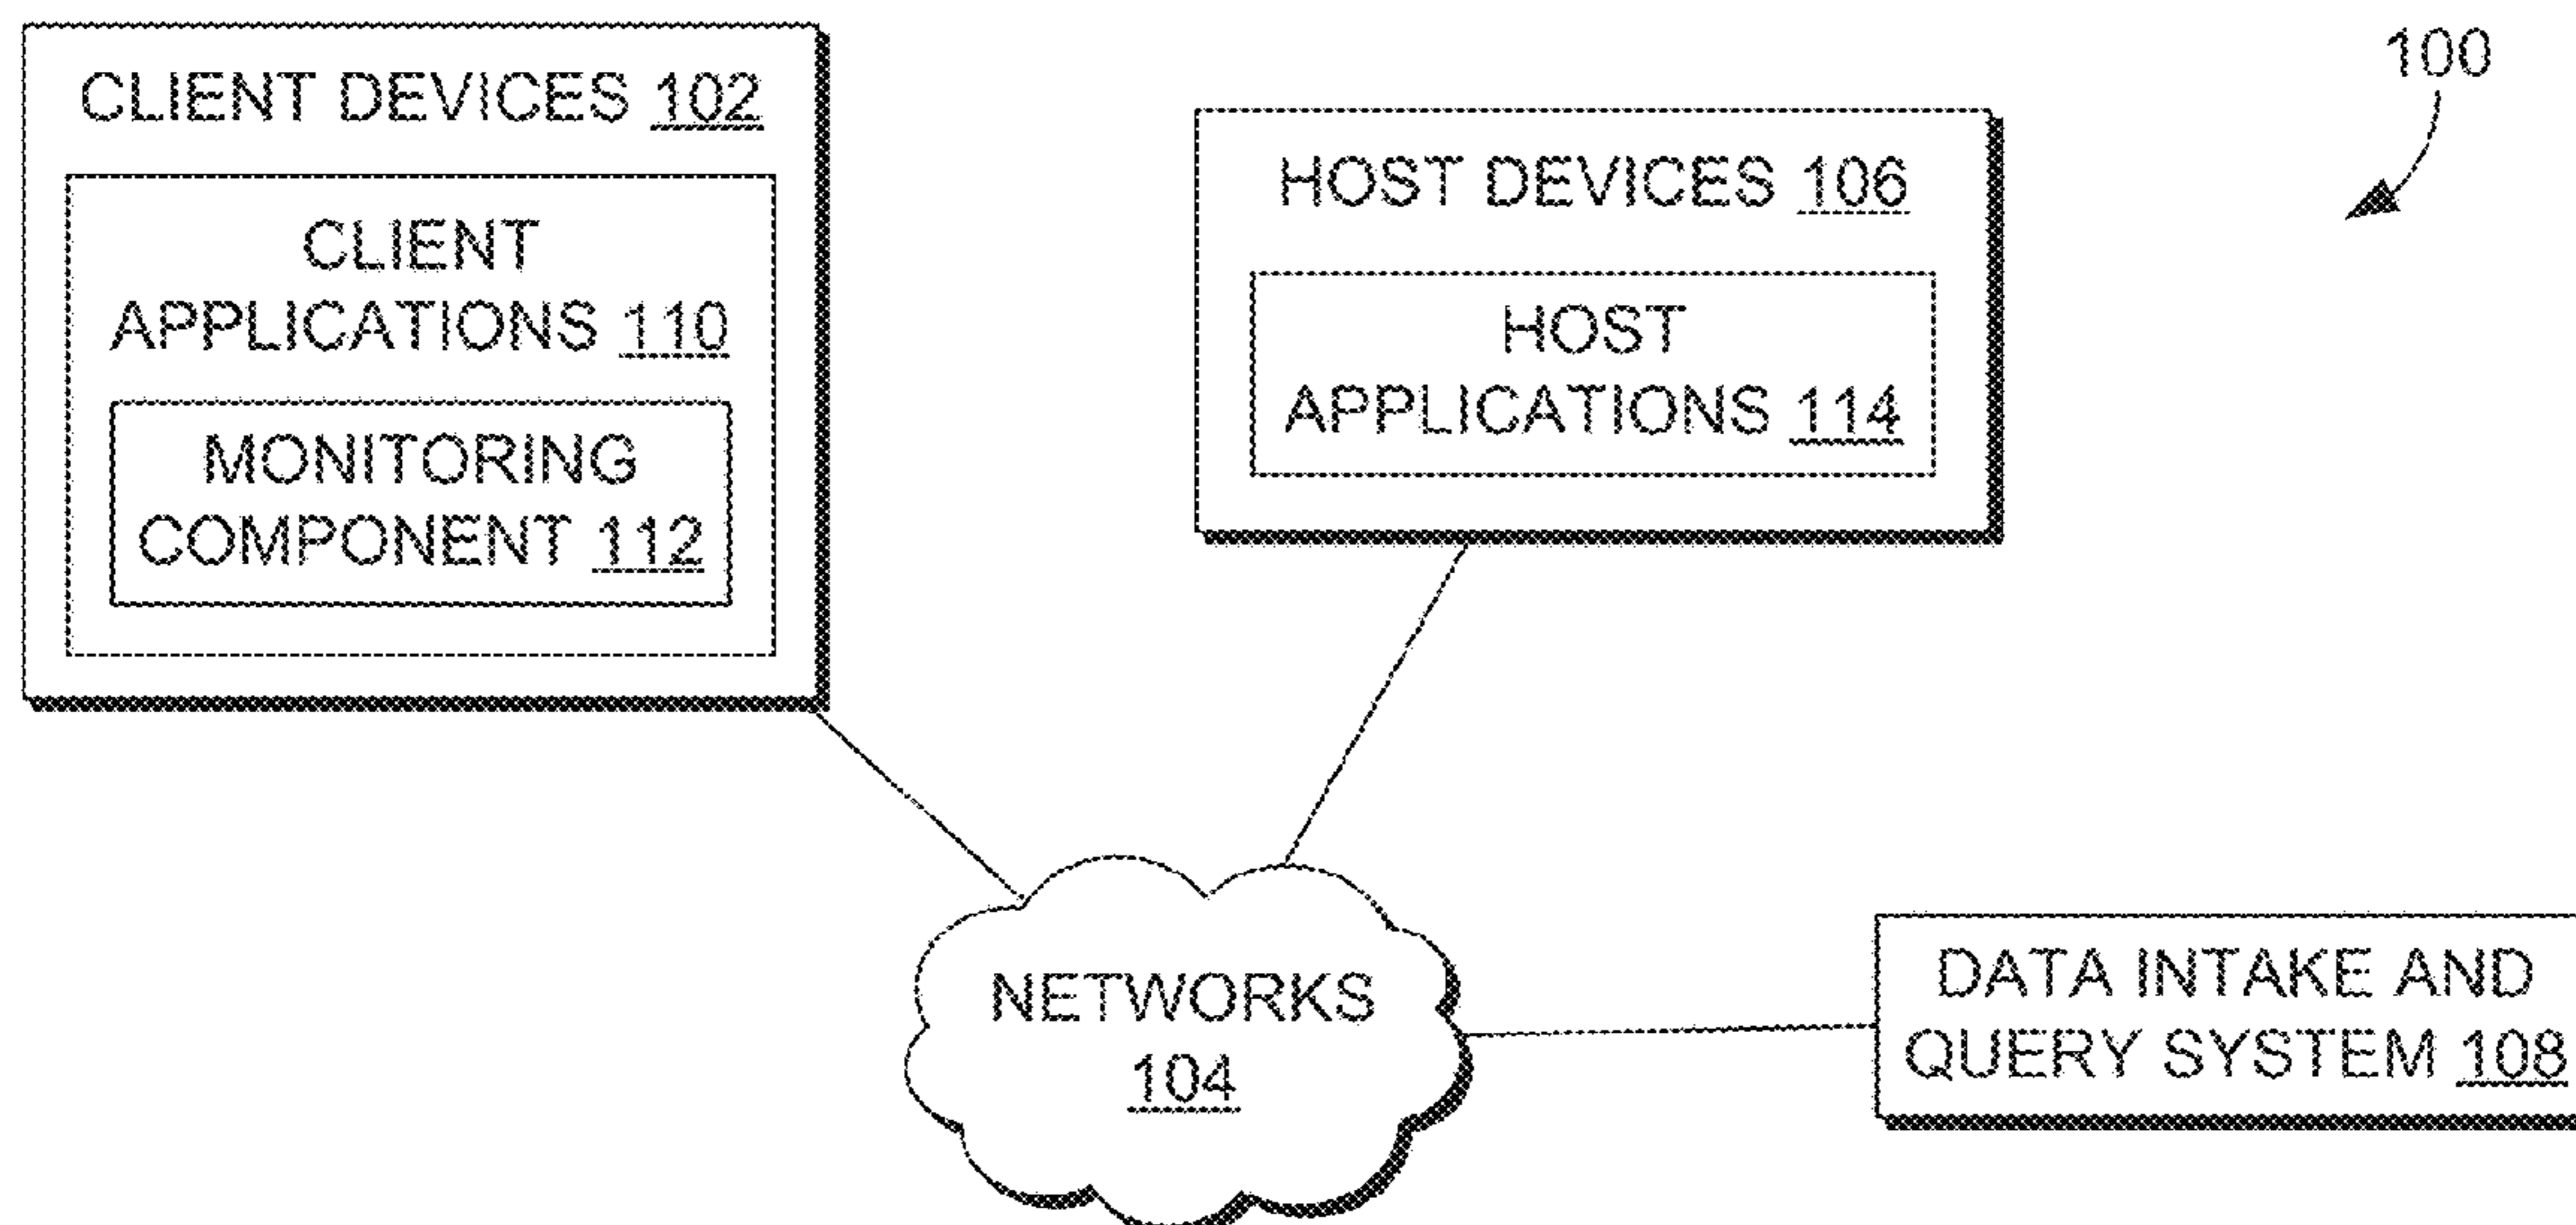 CLIENT DEVICES 102
CLIENT
APPLICATIONS 110
MONITORING
COMPONENT 112
HOST DEVICES 106
HOST
APPLICATIONS 114
100
NETWORKS
104
DATA INTAKE AND
QUERY SYSTEM 108